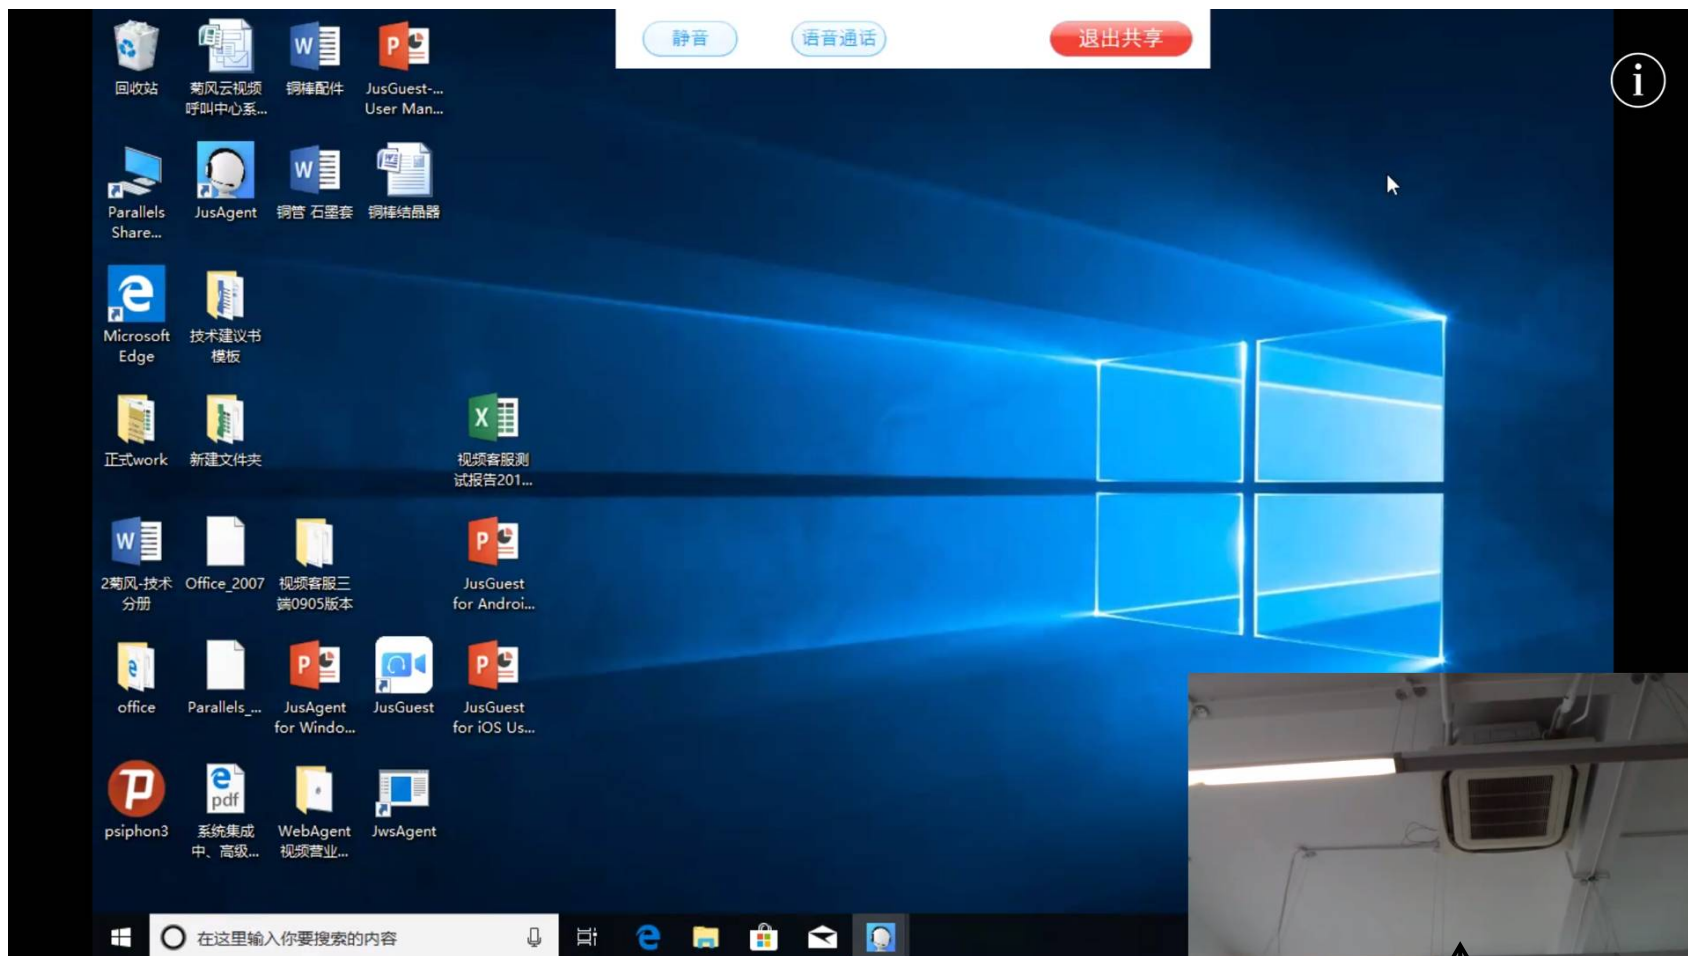 静音
语音通话
退出共享
i
回收站
菊风云视频
呼叫中心系...
铜棒配件
JusGuest-...
User Man...
Parallels
Share...
JusAgent
铜管 石墨套
铜棒结晶器
Microsoft
Edge
技术建议书
模板
正式work
新建文件夹
视频客服测
试报告201...
2菊风-技术
分册
Office_2007
视频客服三
端0905版本
JusGuest
for Androi...
office
Parallels_...
JusAgent
for Windo...
JusGuest
JusGuest
for iOS Us...
psiphon3
pdf
系统集成
中、高级...
WebAgent
视频营业...
JwsAgent
在这里输入你要搜索的内容